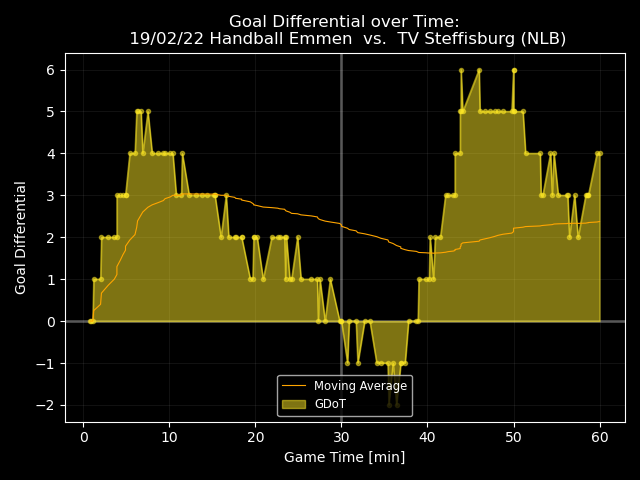 Goal Differential over Time:
19/02/22 Handball Emmen  vs.  TV Steffisburg (NLB)
Goal Differential
6
5
4
3
2
1
0
−1
−2
Moving Average
GDoT
0 10 20 30 40 50 60
Game Time [min]